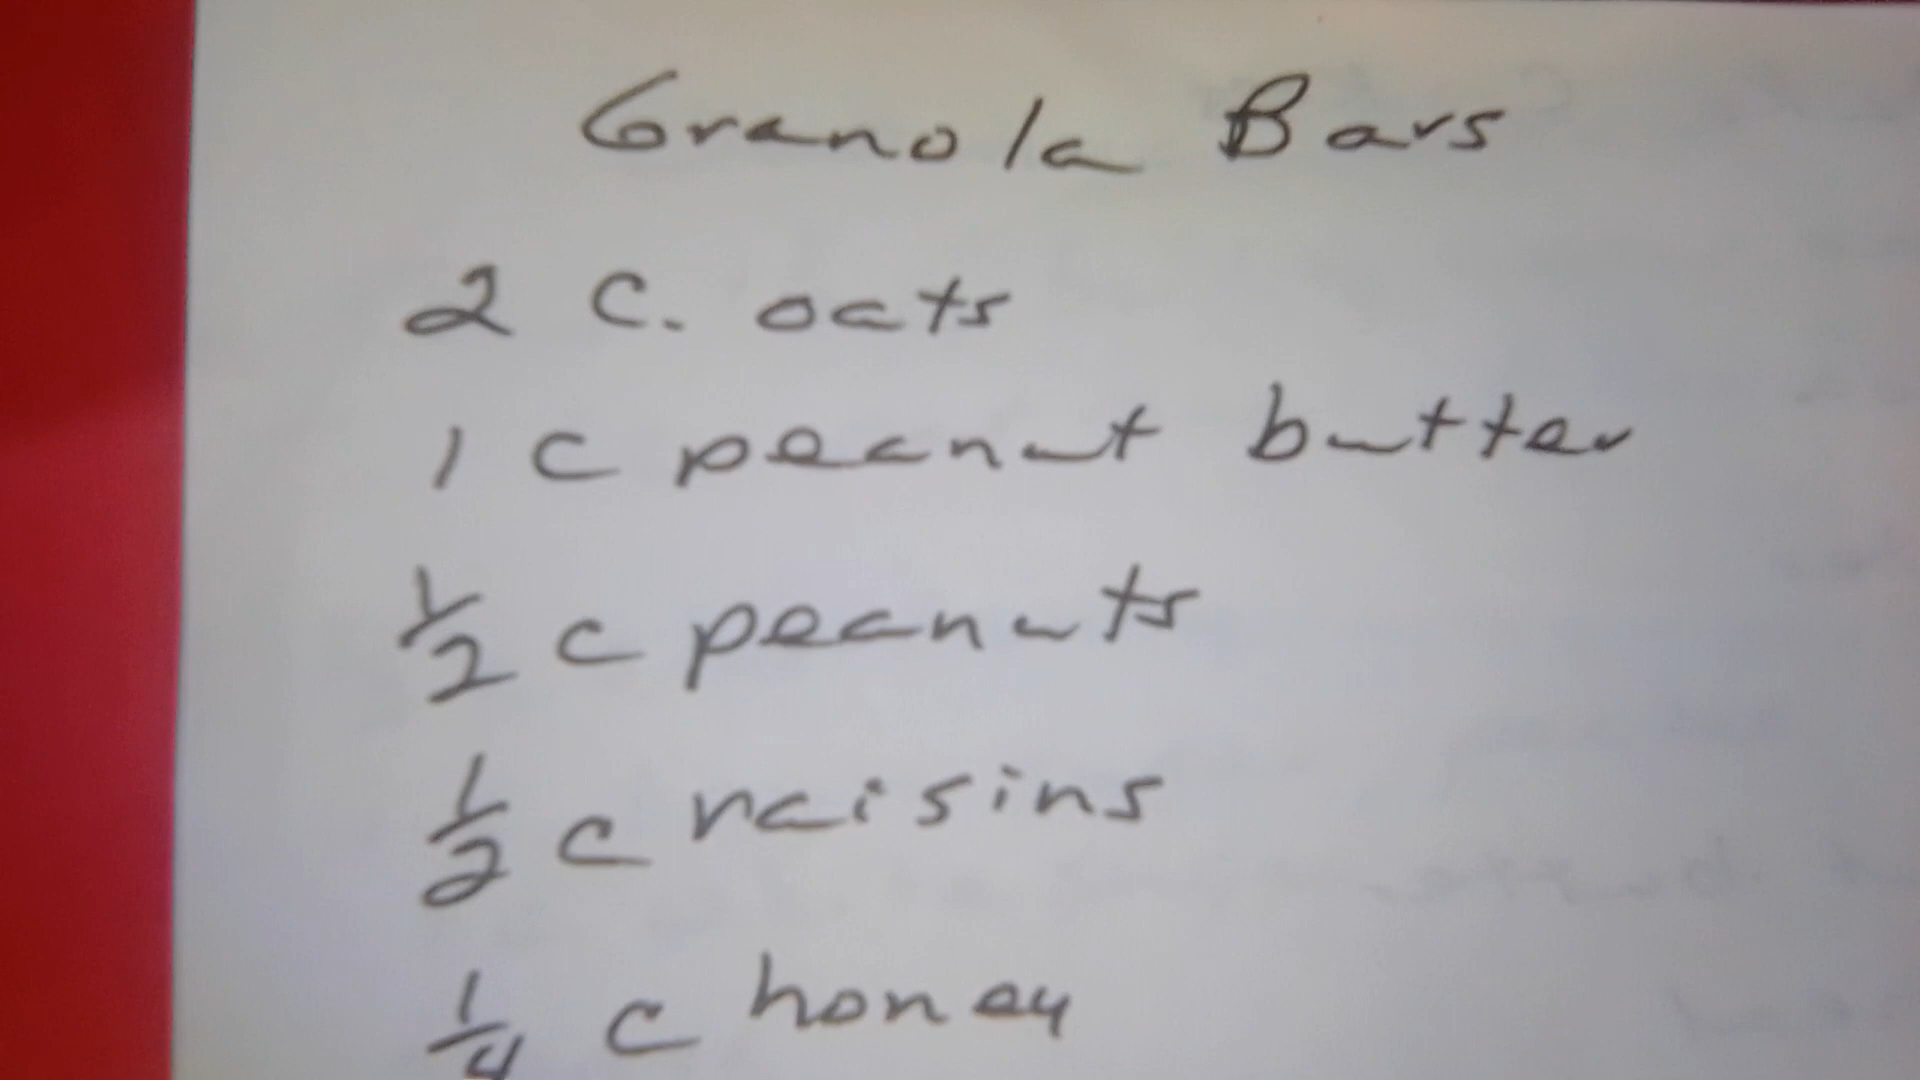 Granola Bars
2 C. oats
1 C peanut butter
1/2 c peanuts
1/2 c raisins
1/4 c honey